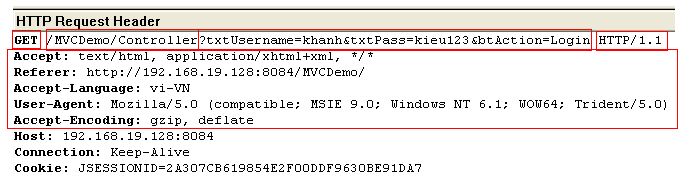 HTTP Request Header
GET /MVCDemo/Controller?txtUsername=khanh&txtPass=kieu123&btAction=Login HTTP/1.1
Accept: text/html, application/xhtml+xml, */*
Referer: http://192.168.19.128:8084/MVCDemo/
Accept-Language: vi-VN
User-Agent: Mozilla/5.0 (compatible; MSIE 9.0; Windows NT 6.1; WOW64; Trident/5.0)
Accept-Encoding: gzip, deflate
Host: 192.168.19.128:8084
Connection: Keep-Alive
Cookie: JSESSIONID=2A307CB619854E2F00DDF9630BE91DA7